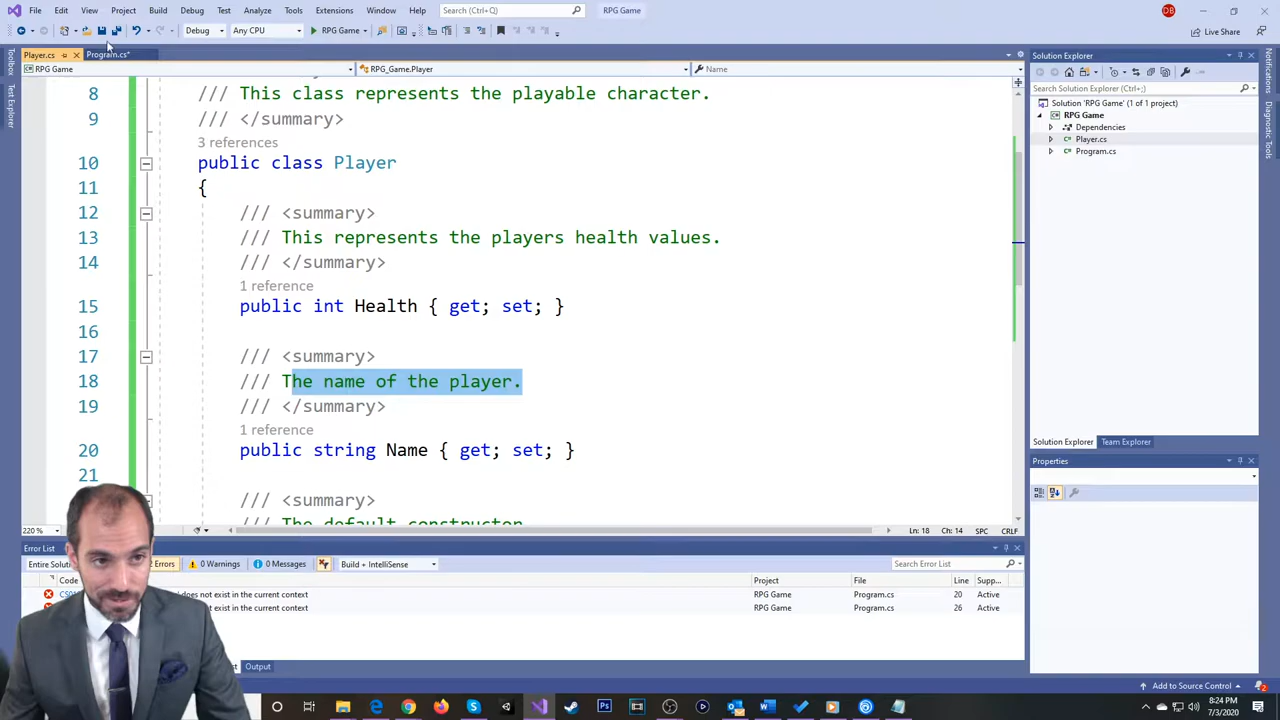 File Edit View Project Build Debug Test Analyze Tools Extensions Window Help Search (Ctrl+Q) RPG Game DB
Debug Any CPU RPG Game Live Share
Player.cs Program.cs*
RPG Game RPG_Game.Player Name
Toolbox
Test Explorer
8 /// This class represents the playable character.
9 /// </summary>
3 references
10 public class Player
11 {
12 /// <summary>
13 /// This represents the players health values.
14 /// </summary>
1 reference
15 public int Health { get; set; }
16
17 /// <summary>
18 /// The name of the player.
19 /// </summary>
1 reference
20 public string Name { get; set; }
21
/// <summary>
/// The default constructor
220 % Ln: 18 Ch: 14 SPC CRLF
Error List
Entire Solu Errors 0 Warnings 0 Messages Build + IntelliSense Search Error List
Code Project File Line Supp...
does not exist in the current context RPG Game Program.cs 20 Active
exist in the current context RPG Game Program.cs 26 Active
Output
Solution Explorer
Search Solution Explorer (Ctrl+;)
Solution 'RPG Game' (1 of 1 project)
RPG Game
Dependencies
Player.cs
Program.cs
Solution Explorer Team Explorer
Properties
Notifications
Diagnostic Tools
Add to Source Control 2
8:24 PM
7/3/2020